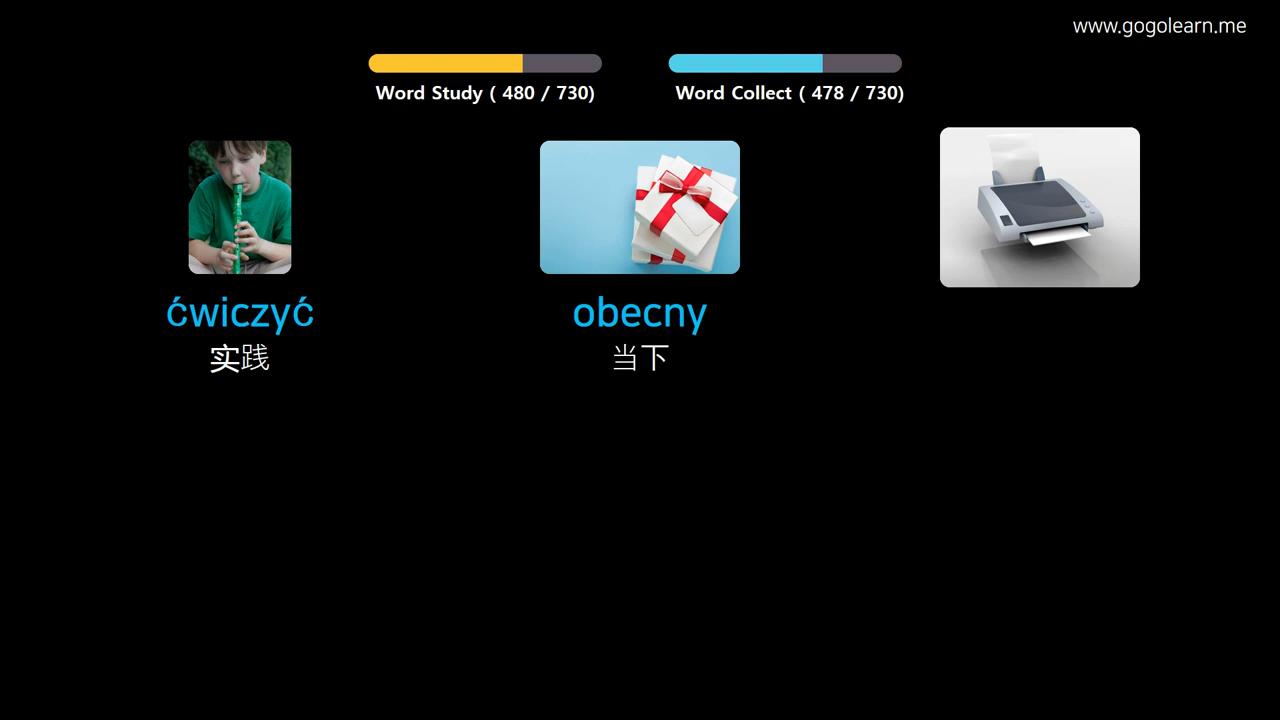 www.gogolearn.me
Word Study ( 480 / 730)
Word Collect ( 478 / 730)
ćwiczyć
实践
obecny
当下